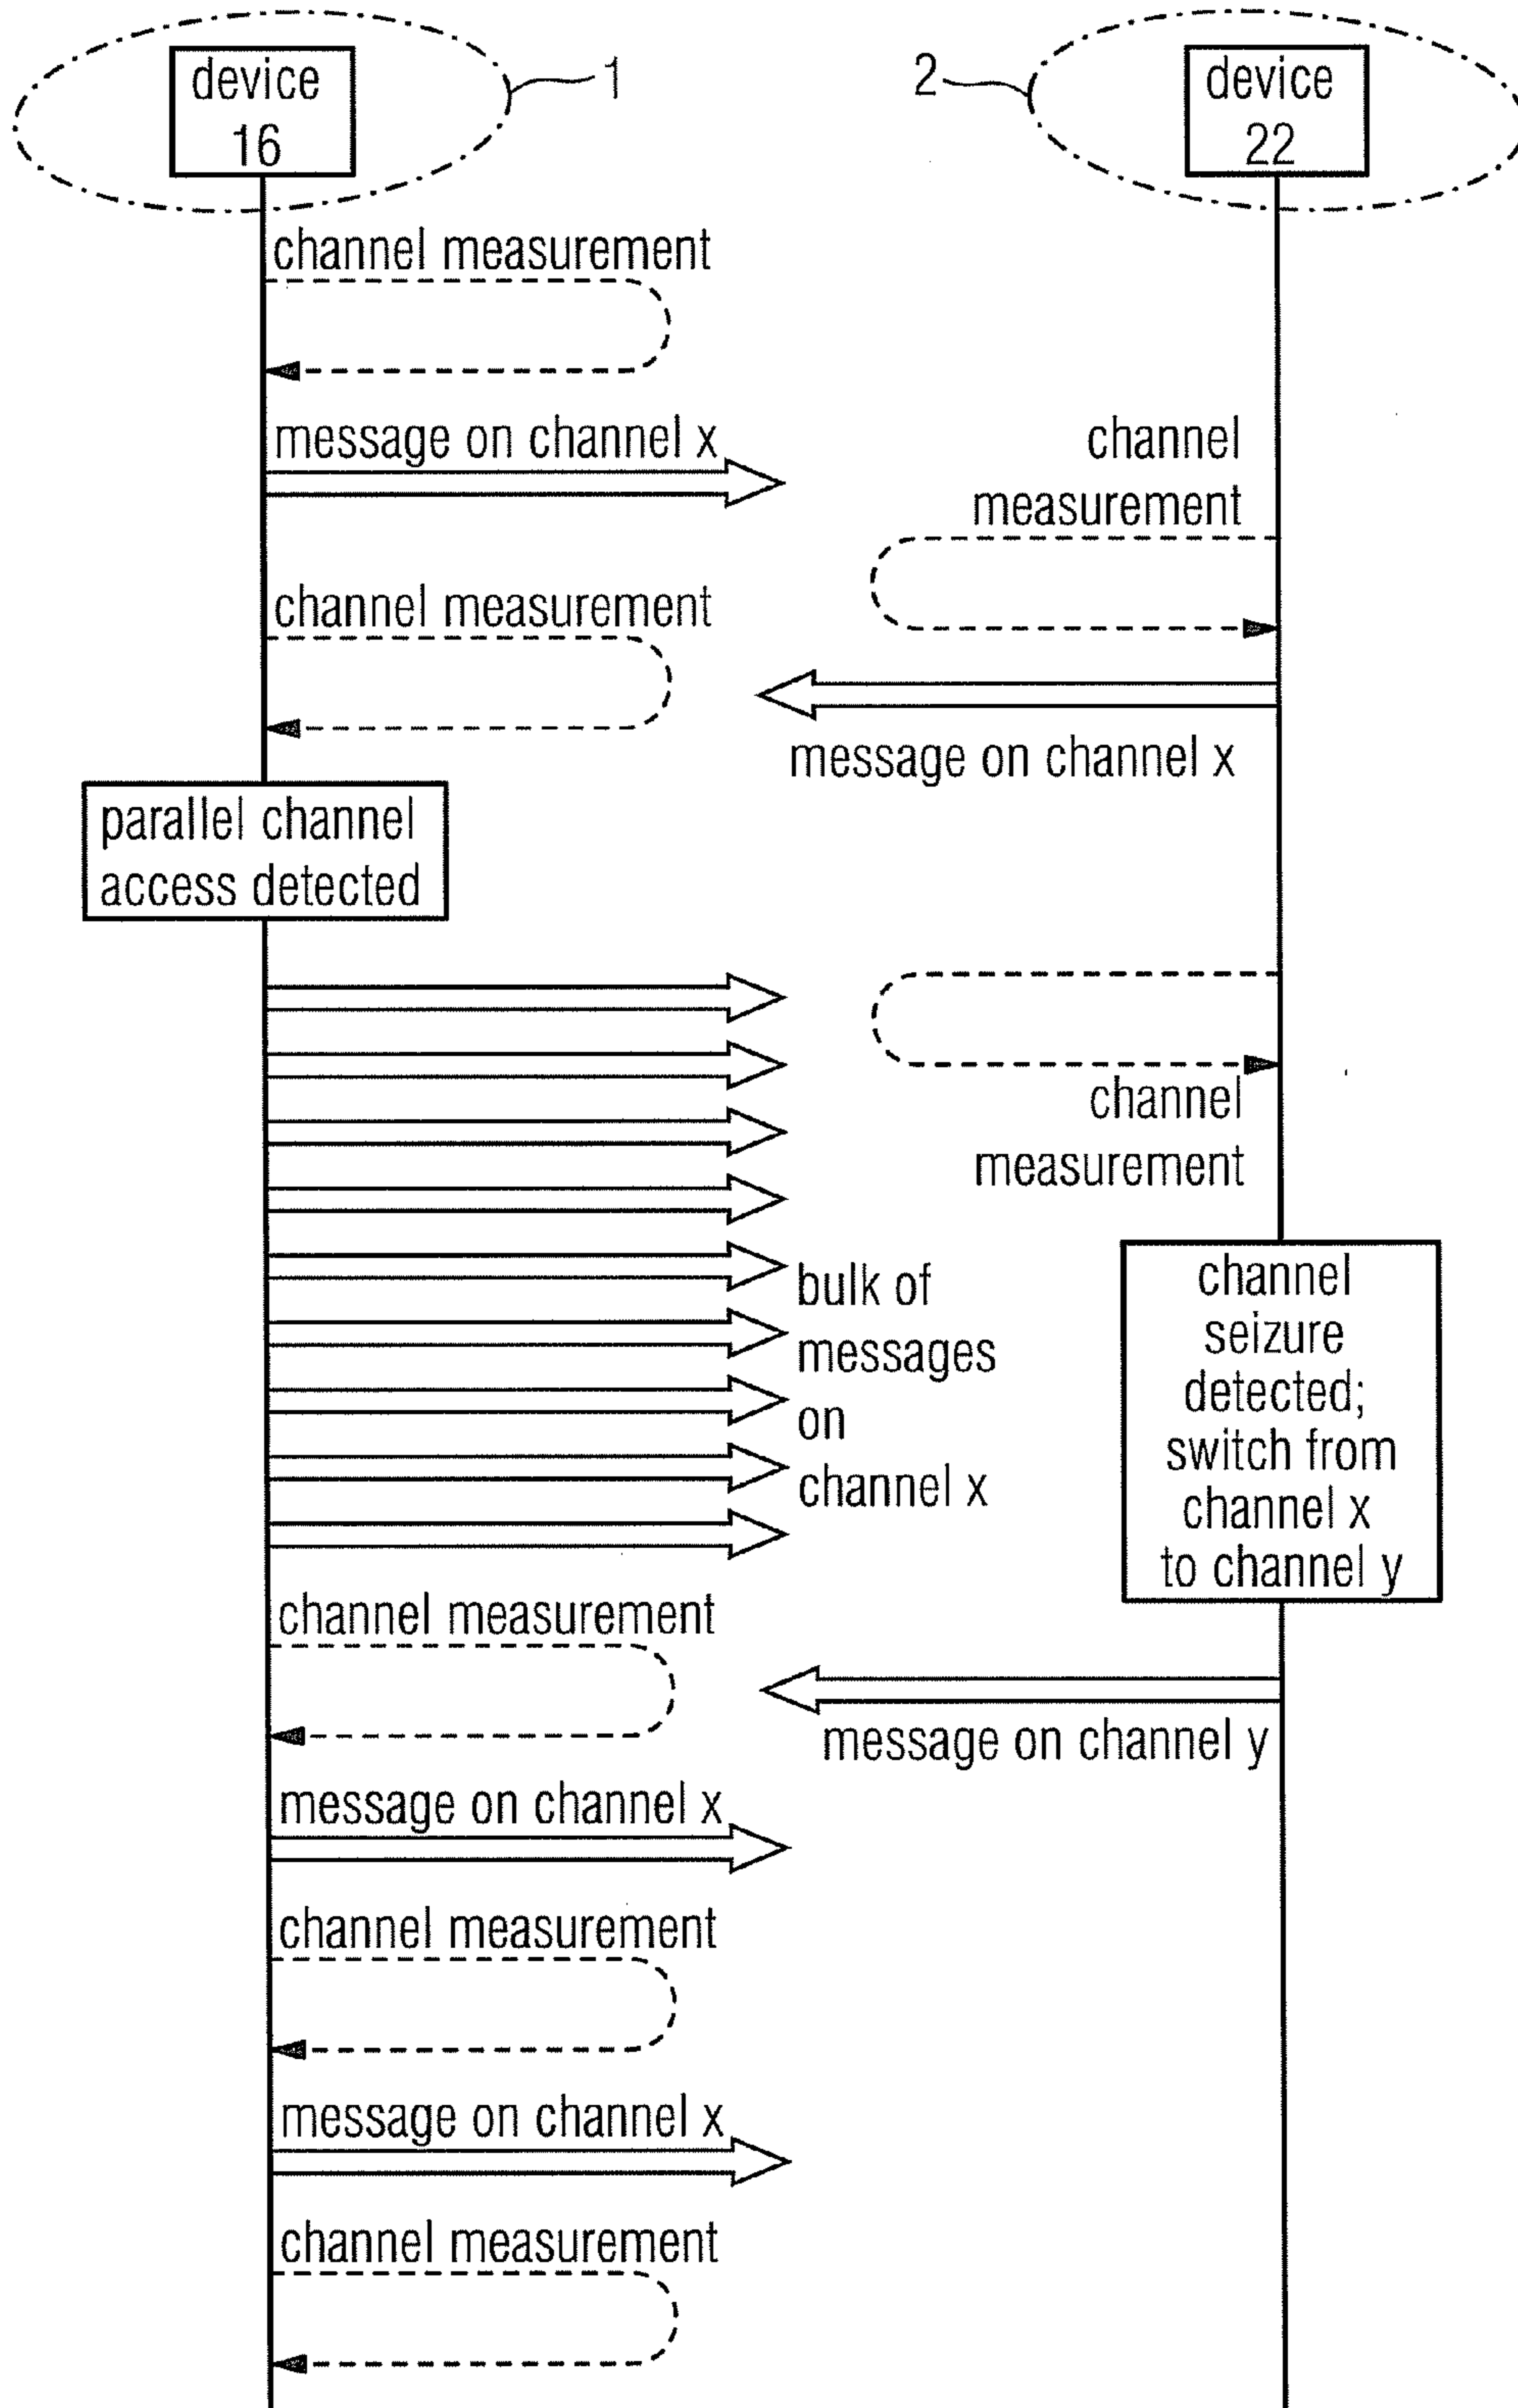 device
16
1
2
device
22
channel measurement
message on channel x
channel
measurement
channel measurement
message on channel x
parallel channel
access detected
channel
measurement
bulk of
messages
on
channel x
channel
seizure
detected;
switch from
channel x
to channel y
channel measurement
message on channel y
message on channel x
channel measurement
message on channel x
channel measurement